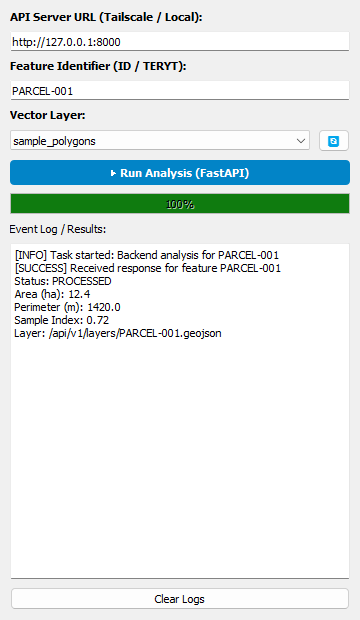 API Server URL (Tailscale / Local):
http://127.0.0.1:8000
Feature Identifier (ID / TERYT):
PARCEL-001
Vector Layer:
sample_polygons
Run Analysis (FastAPI)
100%
Event Log / Results:
[INFO] Task started: Backend analysis for PARCEL-001
[SUCCESS] Received response for feature PARCEL-001
Status: PROCESSED
Area (ha): 12.4
Perimeter (m): 1420.0
Sample Index: 0.72
Layer: /api/v1/layers/PARCEL-001.geojson
Clear Logs